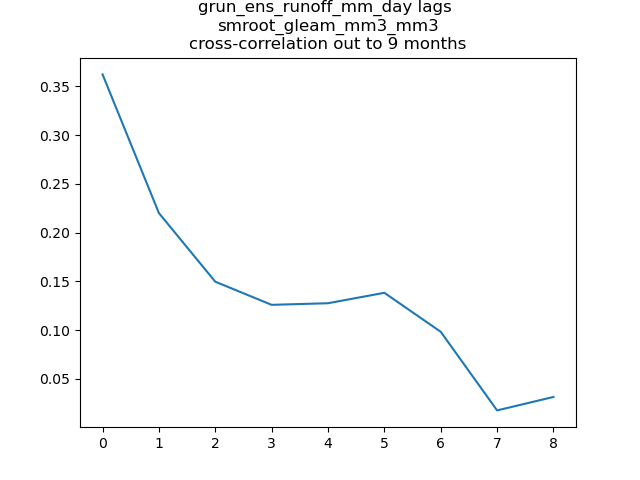 grun_ens_runoff_mm_day lags
smroot_gleam_mm3_mm3
cross-correlation out to 9 months
0.35
0.30
0.25
0.20
0.15
0.10
0.05
0 1 2 3 4 5 6 7 8